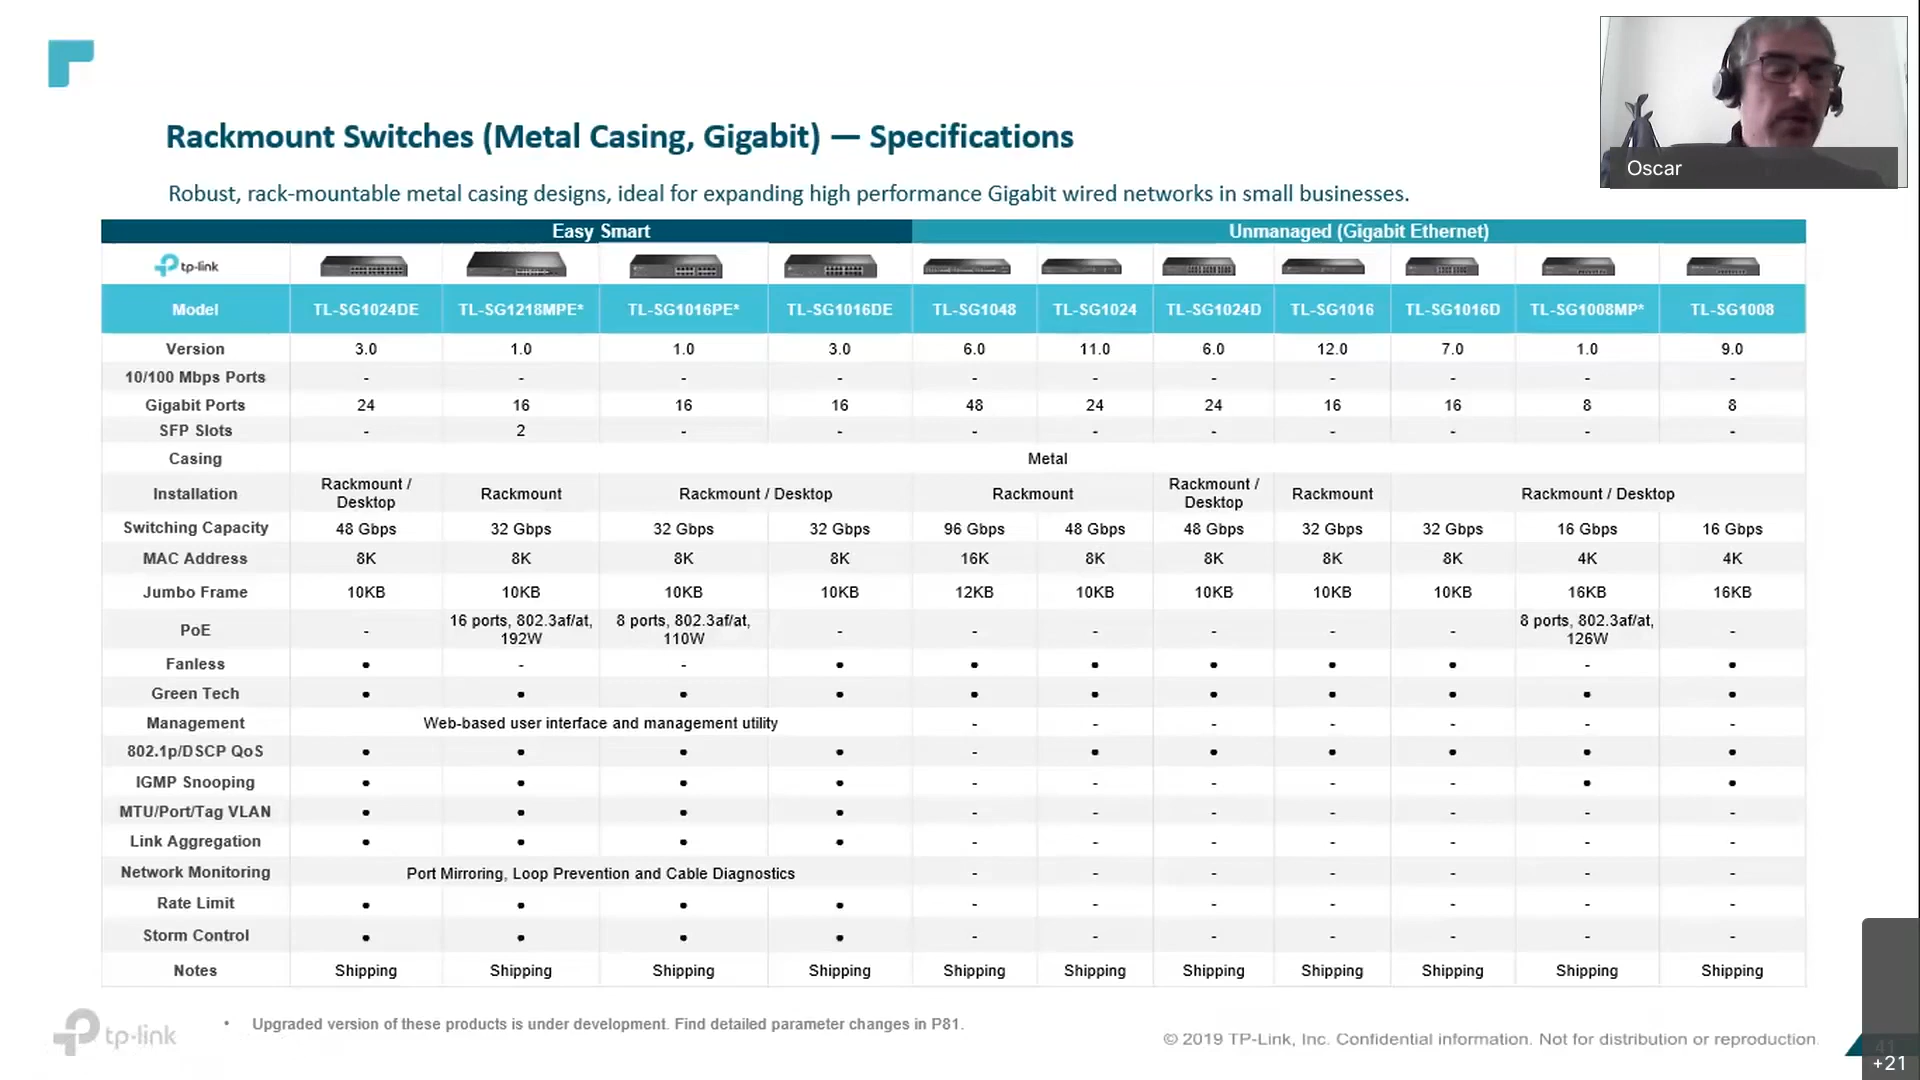 Oscar
Rackmount Switches (Metal Casing, Gigabit) — Specifications
Robust, rack-mountable metal casing designs, ideal for expanding high performance Gigabit wired networks in small businesses.
Easy Smart Unmanaged (Gigabit Ethernet)
tp-link
Model TL-SG1024DE TL-SG1218MPE* TL-SG1016PE* TL-SG1016DE TL-SG1048 TL-SG1024 TL-SG1024D TL-SG1016 TL-SG1016D TL-SG1008MP* TL-SG1008
Version 3.0 1.0 1.0 3.0 6.0 11.0 6.0 12.0 7.0 1.0 9.0
10/100 Mbps Ports - - - - - - - - - - -
Gigabit Ports 24 16 16 16 48 24 24 16 16 8 8
SFP Slots - 2 - - - - - - - - -
Casing Metal
Installation Rackmount / Desktop Rackmount Rackmount / Desktop Rackmount Rackmount / Desktop Rackmount Rackmount / Desktop
Switching Capacity 48 Gbps 32 Gbps 32 Gbps 32 Gbps 96 Gbps 48 Gbps 48 Gbps 32 Gbps 32 Gbps 16 Gbps 16 Gbps
MAC Address 8K 8K 8K 8K 16K 8K 8K 8K 8K 4K 4K
Jumbo Frame 10KB 10KB 10KB 10KB 12KB 10KB 10KB 10KB 10KB 16KB 16KB
PoE - 16 ports, 802.3af/at, 192W 8 ports, 802.3af/at, 110W - - - - - - 8 ports, 802.3af/at, 126W -
Fanless • - - • • • • • • - •
Green Tech • • • • • • • • • • •
Management Web-based user interface and management utility - - - - - - -
802.1p/DSCP QoS • • • • - • • • • • •
IGMP Snooping • • • • - - - - - • •
MTU/Port/Tag VLAN • • • • - - - - - - -
Link Aggregation • • • • - - - - - - -
Network Monitoring Port Mirroring, Loop Prevention and Cable Diagnostics - - - - - - -
Rate Limit • • • • - - - - - - -
Storm Control • • • • - - - - - - -
Notes Shipping Shipping Shipping Shipping Shipping Shipping Shipping Shipping Shipping Shipping Shipping
• Upgraded version of these products is under development. Find detailed parameter changes in P81.
tp-link
© 2019 TP-Link, Inc. Confidential information. Not for distribution or reproduction.
41
+21